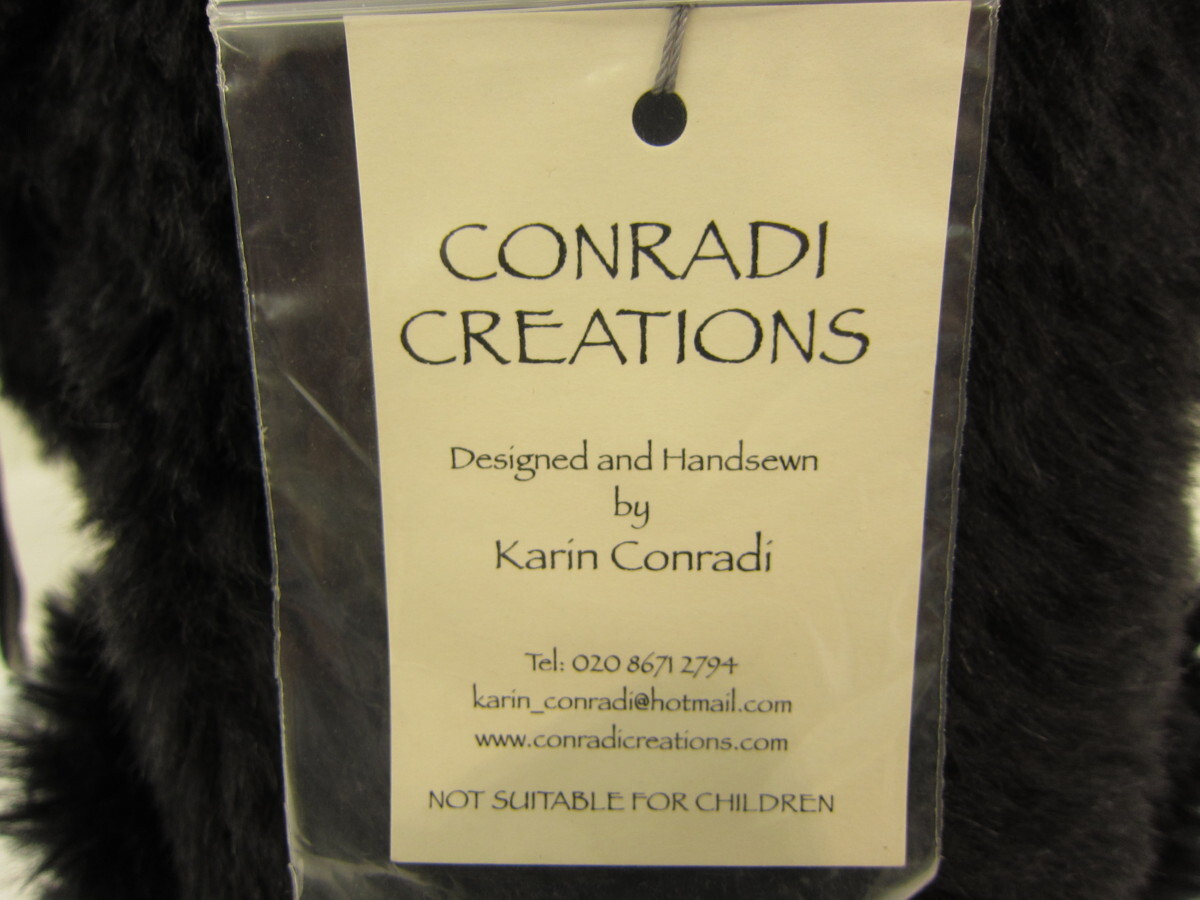 CONRADI
CREATIONS
Designed and Handsewn
by
Karin Conradi
Tel: 020 8671 2794
karin_conradi@hotmail.com
www.conradicreations.com
NOT SUITABLE FOR CHILDREN